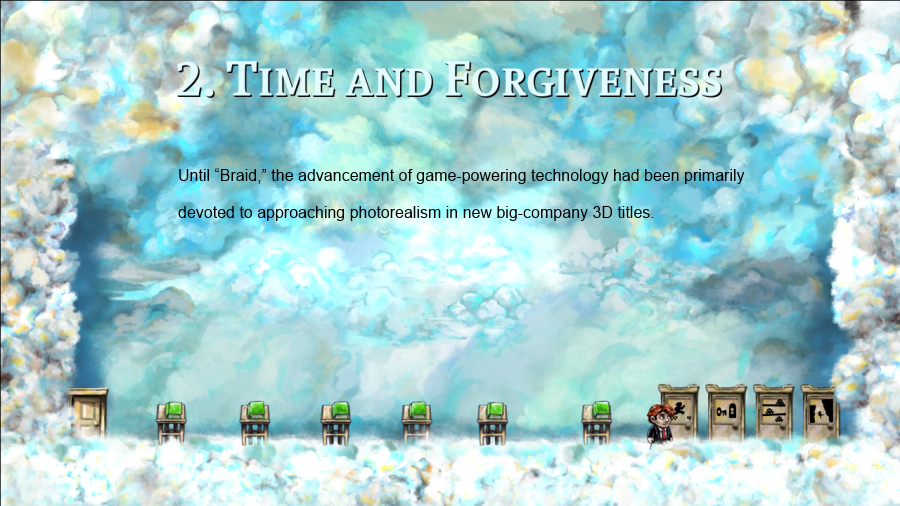 2. Time and Forgiveness
Until “Braid,” the advancement of game-powering technology had been primarily
devoted to approaching photorealism in new big-company 3D titles.